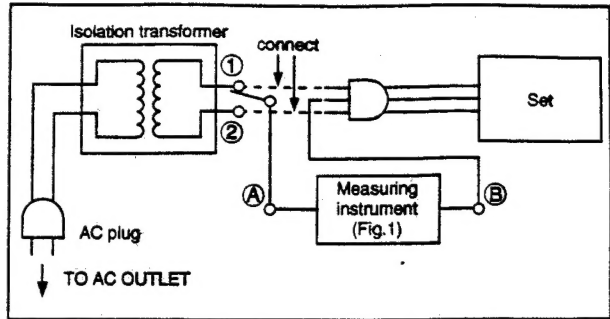 Isolation transformer
connect
①
②
Set
Ⓐ
Measuring
instrument
(Fig.1)
Ⓑ
AC plug
TO AC OUTLET